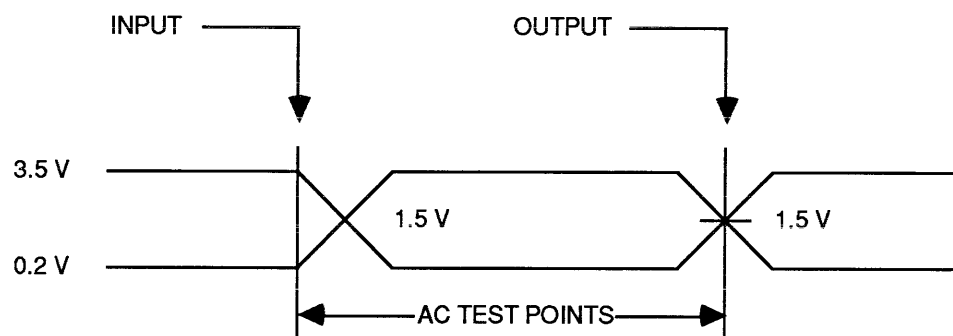 INPUT
OUTPUT
3.5 V
1.5 V
1.5 V
0.2 V
AC TEST POINTS